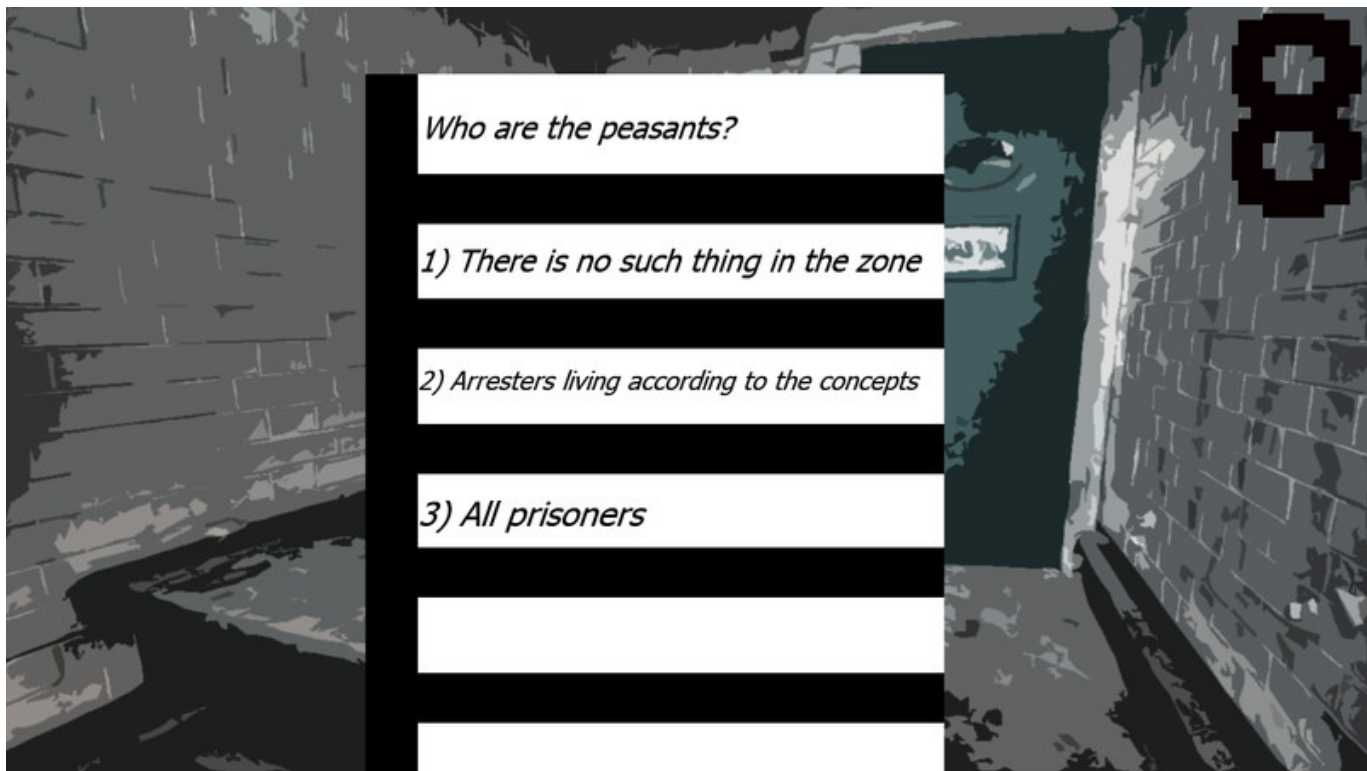 Who are the peasants?
8
1) There is no such thing in the zone
2) Arresters living according to the concepts
3) All prisoners